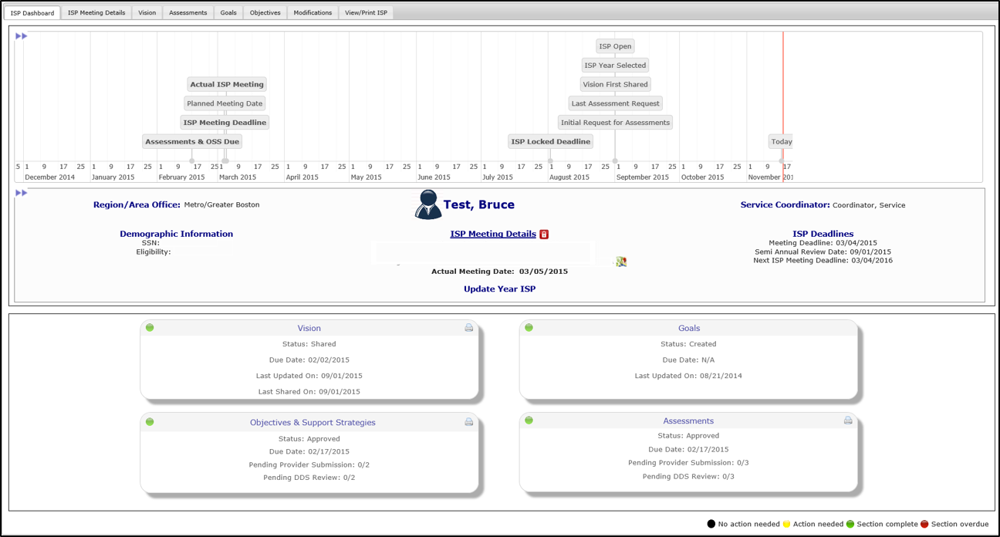 ISP Dashboard ISP Meeting Details Vision Assessments Goals Objectives Modifications View/Print ISP
ISP Open
ISP Year Selected
Actual ISP Meeting Vision First Shared
Planned Meeting Date Last Assessment Request
ISP Meeting Deadline Initial Request for Assessments
Assessments & OSS Due ISP Locked Deadline Today
5 1 9 17 25 1 9 17 25 1 9 17 25 1 9 17 25 1 9 17 25 1 9 17 25 1 9 17 25 1 9 17 25 1 9 17 25 1 9 17 25 1 9 17 25 1 9 17
December 2014 January 2015 February 2015 March 2015 April 2015 May 2015 June 2015 July 2015 August 2015 September 2015 October 2015 November 201
Region/Area Office: Metro/Greater Boston Test, Bruce Service Coordinator: Coordinator, Service
Demographic Information ISP Meeting Details ISP Deadlines
SSN: Meeting Deadline: 03/04/2015
Eligibility: Semi Annual Review Date: 09/01/2015
Next ISP Meeting Deadline: 03/04/2016
Actual Meeting Date: 03/05/2015
Update Year ISP
Vision
Status: Shared
Due Date: 02/02/2015
Last Updated On: 09/01/2015
Last Shared On: 09/01/2015
Goals
Status: Created
Due Date: N/A
Last Updated On: 08/21/2014
Objectives & Support Strategies
Status: Approved
Due Date: 02/17/2015
Pending Provider Submission: 0/2
Pending DDS Review: 0/2
Assessments
Status: Approved
Due Date: 02/17/2015
Pending Provider Submission: 0/3
Pending DDS Review: 0/3
No action needed Action needed Section complete Section overdue